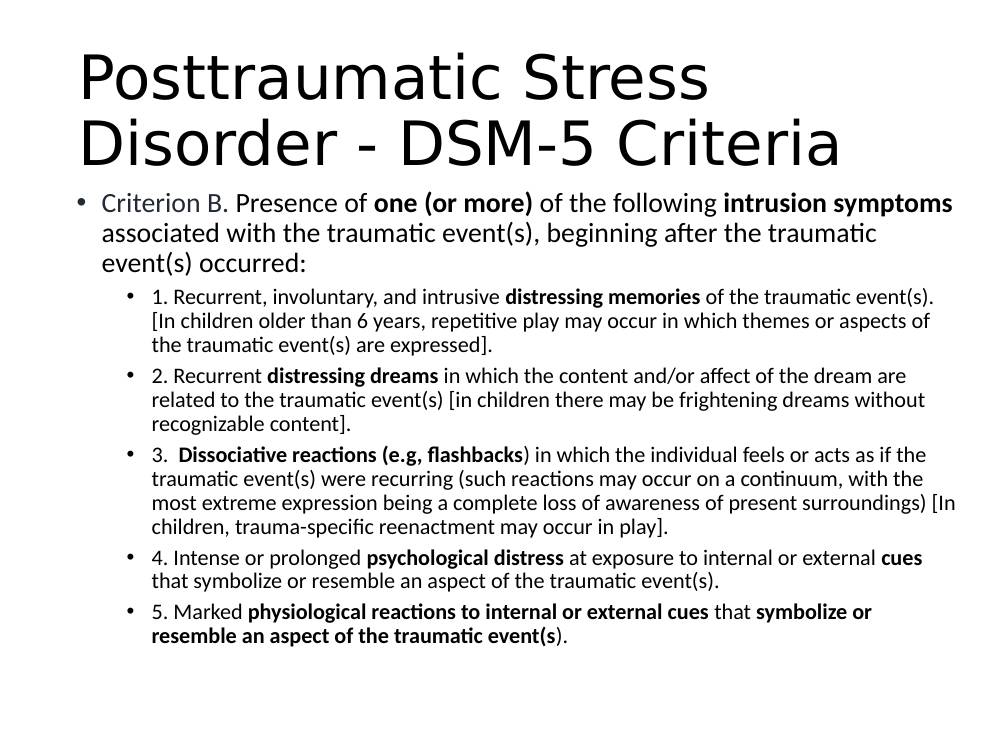 Posttraumatic Stress
Disorder - DSM-5 Criteria
• Criterion B. Presence of one (or more) of the following intrusion symptoms
associated with the traumatic event(s), beginning after the traumatic
event(s) occurred:
• 1. Recurrent, involuntary, and intrusive distressing memories of the traumatic event(s).
[In children older than 6 years, repetitive play may occur in which themes or aspects of
the traumatic event(s) are expressed].
• 2. Recurrent distressing dreams in which the content and/or affect of the dream are
related to the traumatic event(s) [in children there may be frightening dreams without
recognizable content].
• 3. Dissociative reactions (e.g, flashbacks) in which the individual feels or acts as if the
traumatic event(s) were recurring (such reactions may occur on a continuum, with the
most extreme expression being a complete loss of awareness of present surroundings) [In
children, trauma-specific reenactment may occur in play].
• 4. Intense or prolonged psychological distress at exposure to internal or external cues
that symbolize or resemble an aspect of the traumatic event(s).
• 5. Marked physiological reactions to internal or external cues that symbolize or
resemble an aspect of the traumatic event(s).